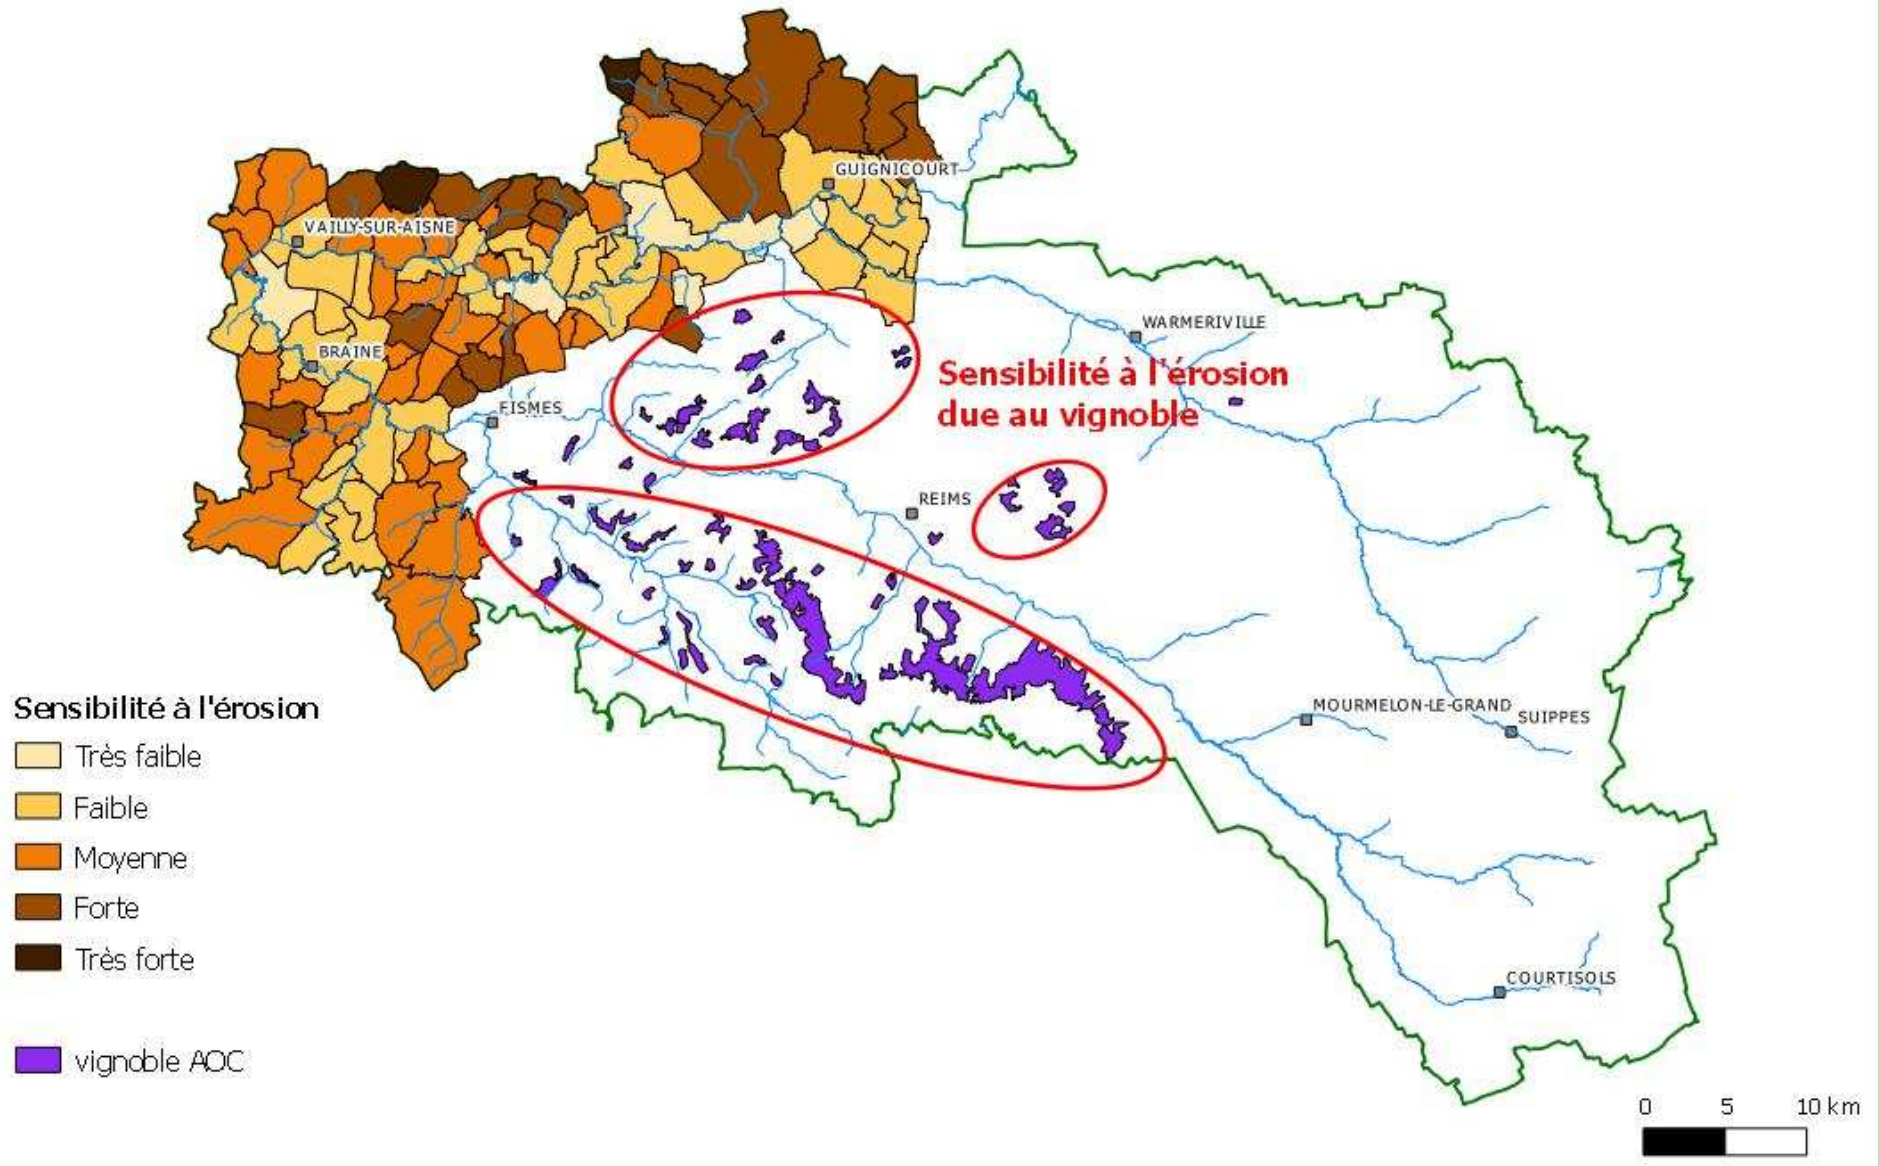 GUIGNICOURT
VAILLY-SUR-AISNE
WARMERIVILLE
BRAINE
Sensibilité à l'érosion
due au vignoble
FISMES
REIMS
MOURMELON-LE-GRAND
SUIPPES
COURTISOLS
Sensibilité à l'érosion
Très faible
Faible
Moyenne
Forte
Très forte
vignoble AOC
0 5 10 km